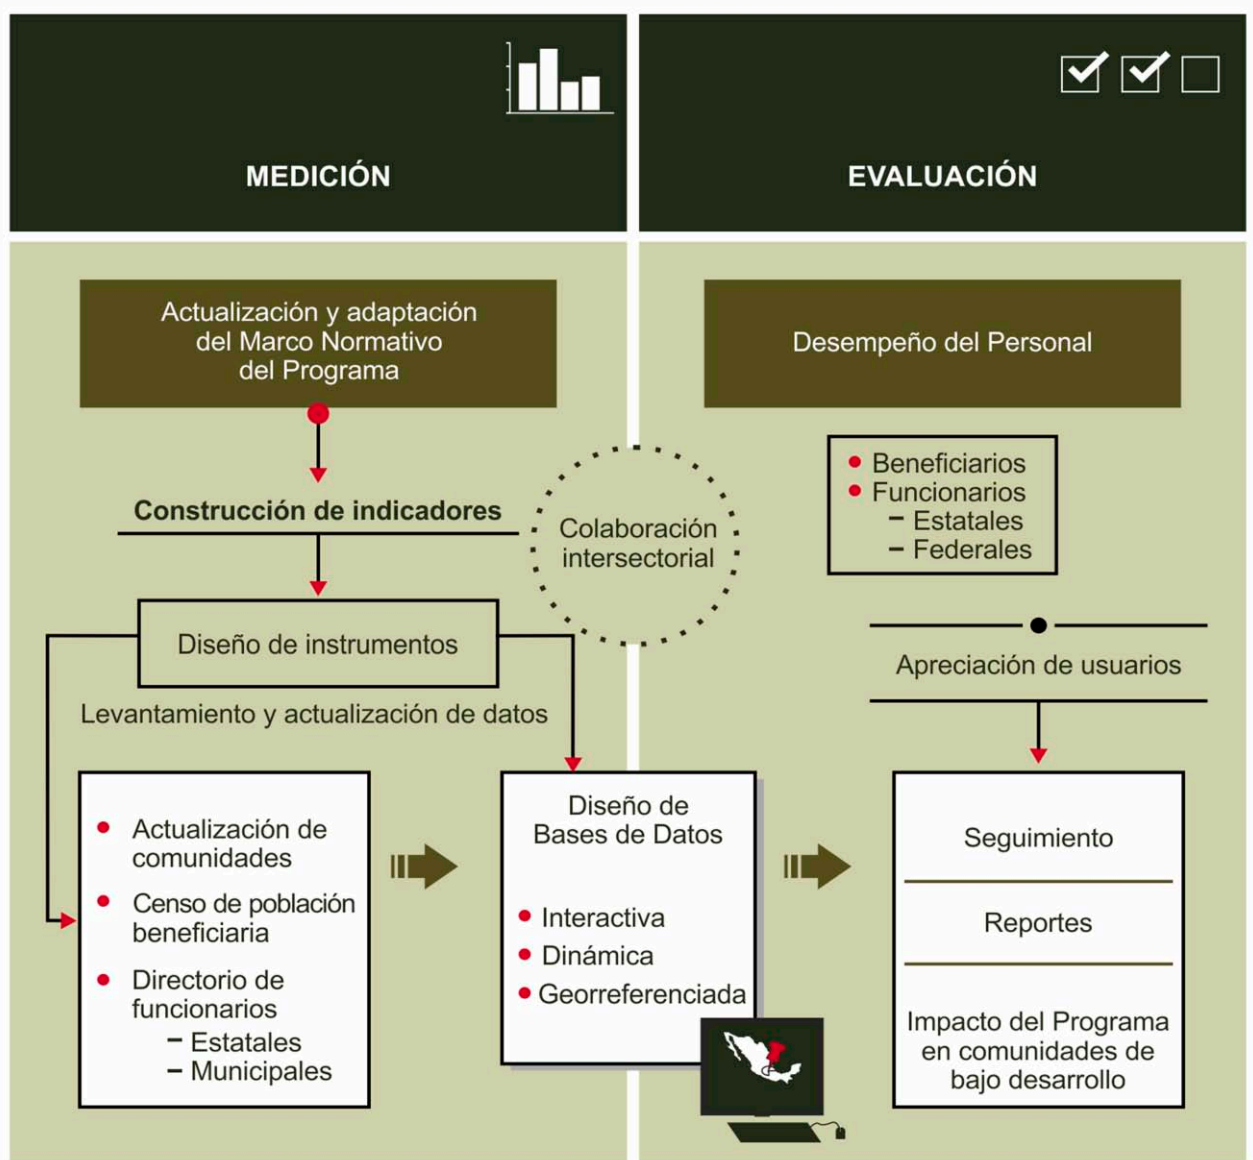 MEDICIÓN
EVALUACIÓN
Actualización y adaptación
del Marco Normativo
del Programa
Desempeño del Personal
Construcción de indicadores
Colaboración
intersectorial
Beneficiarios
Funcionarios
– Estatales
– Federales
Diseño de instrumentos
Levantamiento y actualización de datos
Apreciación de usuarios
Actualización de
comunidades
Censo de población
beneficiaria
Directorio de
funcionarios
– Estatales
– Municipales
Diseño de
Bases de Datos
Interactiva
Dinámica
Georreferenciada
Seguimiento
Reportes
Impacto del Programa
en comunidades de
bajo desarrollo